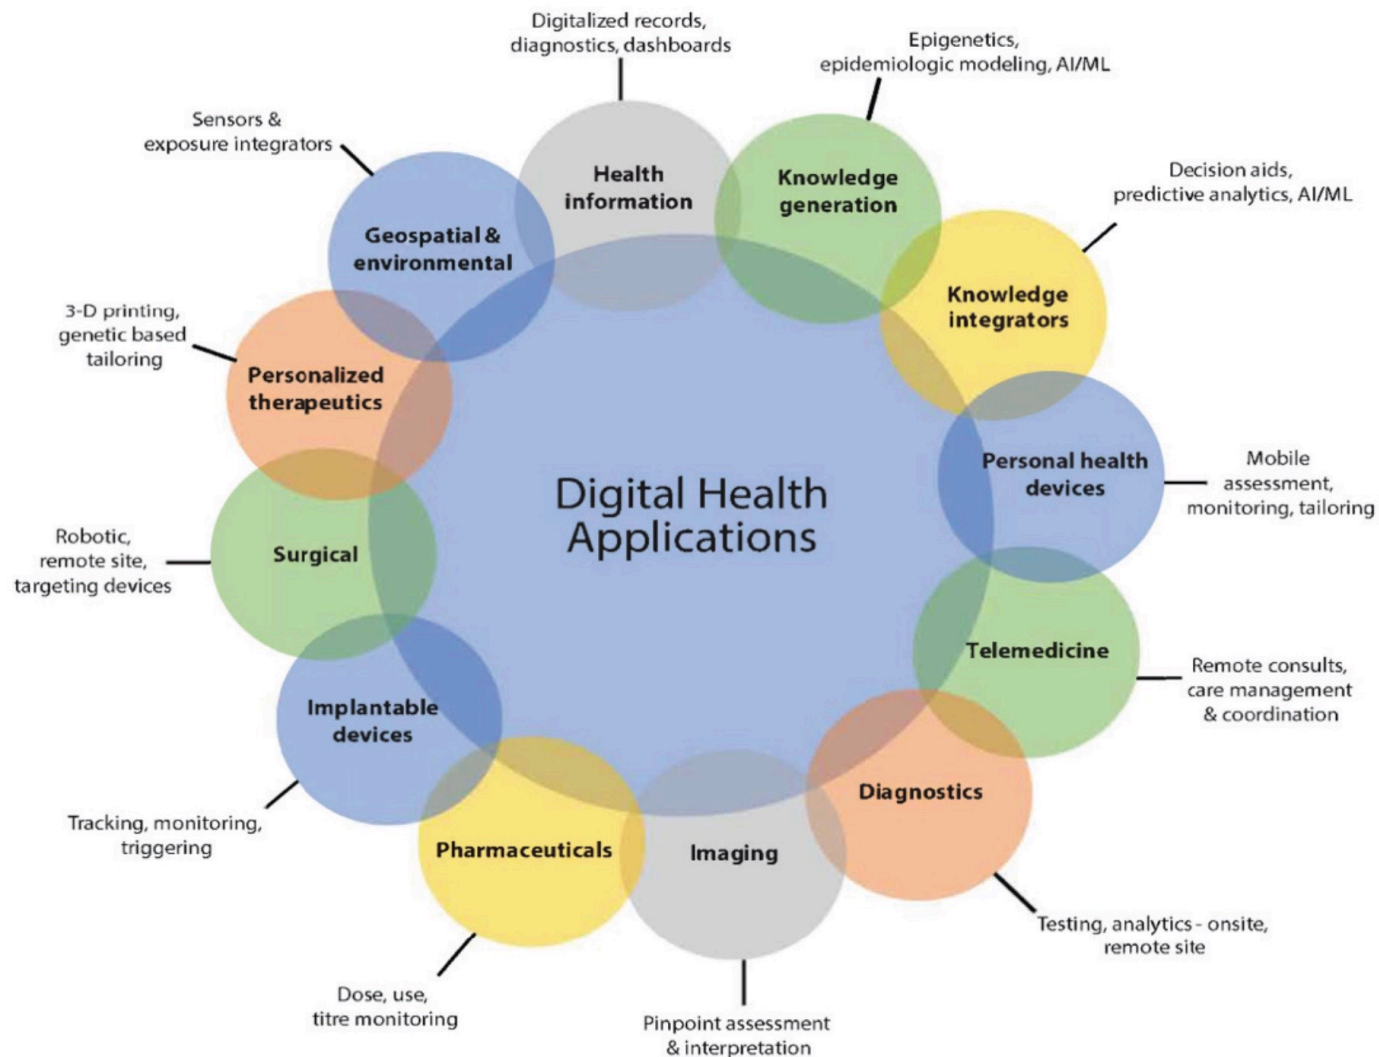 Digitalized records,
diagnostics, dashboards
Epigenetics,
epidemiologic modeling, AI/ML
Sensors &
exposure integrators
Decision aids,
predictive analytics, AI/ML
Health
information
Knowledge
generation
Geospatial &
environmental
Knowledge
integrators
3-D printing,
genetic based
tailoring
Personalized
therapeutics
Personal health
devices
Mobile
assessment,
monitoring, tailoring
Digital Health
Applications
Robotic,
remote site,
targeting devices
Surgical
Telemedicine
Remote consults,
care management
& coordination
Implantable
devices
Diagnostics
Tracking, monitoring,
triggering
Pharmaceuticals
Imaging
Testing, analytics - onsite,
remote site
Dose, use,
titre monitoring
Pinpoint assessment
& interpretation